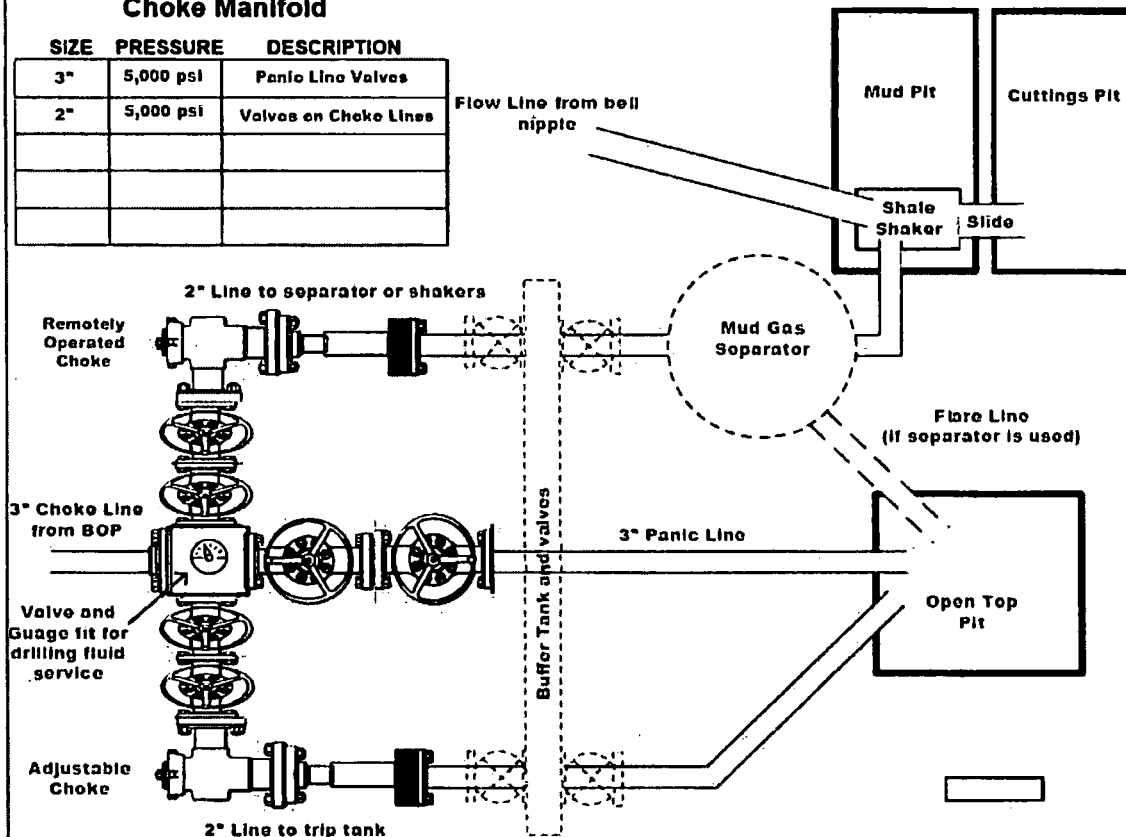 Choke Manifold
SIZE PRESSURE DESCRIPTION
3" 5,000 psi Panic Line Valves
2" 5,000 psi Valves on Choke Lines
Flow Line from bell
nipple
Mud Pit
Cuttings Pit
Shale
Shaker
Slide
2" Line to separator or shakers
Remotely
Operated
Choke
Mud Gas
Separator
Flare Line
(if separator is used)
3" Choke Line
from BOP
3" Panic Line
Buffer Tank and valves
Open Top
Pit
Valve and
Guage fit for
drilling fluid
service
Adjustable
Choke
2" Line to trip tank